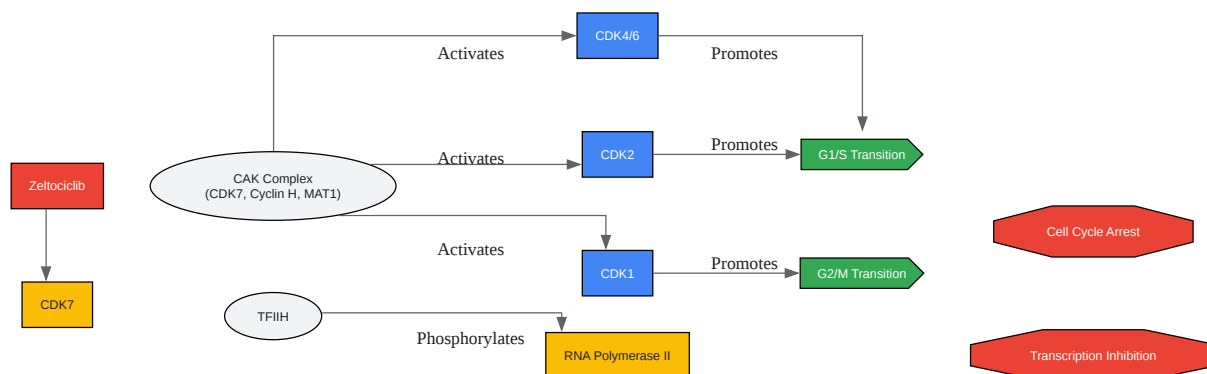 CDK4/6
Activates
Promotes
CDK2
Activates
Promotes
G1/S Transition
Zeltociclib
CAK Complex
(CDK7, Cyclin H, MAT1)
Cell Cycle Arrest
Activates
CDK1
Promotes
G2/M Transition
CDK7
TFIIH
Phosphorylates
RNA Polymerase II
Transcription Inhibition